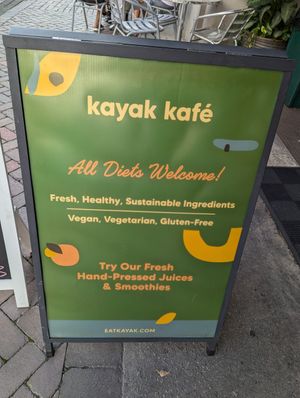 kayak kafé
All Diets Welcome!
Fresh, Healthy, Sustainable Ingredients
Vegan, Vegetarian, Gluten-Free
Try Our Fresh
Hand-Pressed Juices
& Smoothies
EATKAYAK.COM